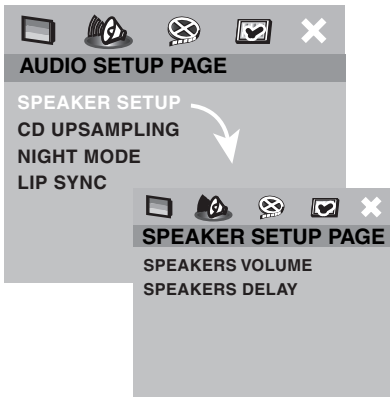 AUDIO SETUP PAGE
SPEAKER SETUP
CD UPSAMPLING
NIGHT MODE
LIP SYNC
SPEAKER SETUP PAGE
SPEAKERS VOLUME
SPEAKERS DELAY